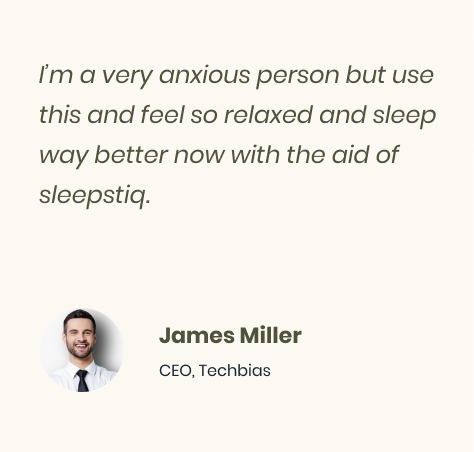 I’m a very anxious person but use
this and feel so relaxed and sleep
way better now with the aid of
sleepstiq.
James Miller
CEO, Techbias